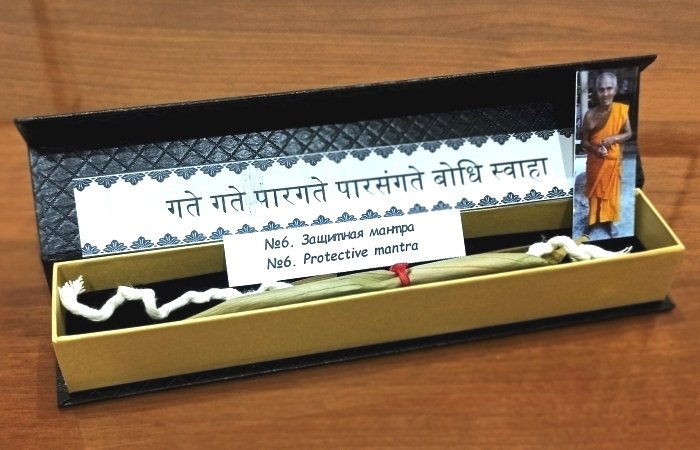 गते गते पारगते पारसंगते बोधि स्वाहा
№6. Защитная мантра
№6. Protective mantra